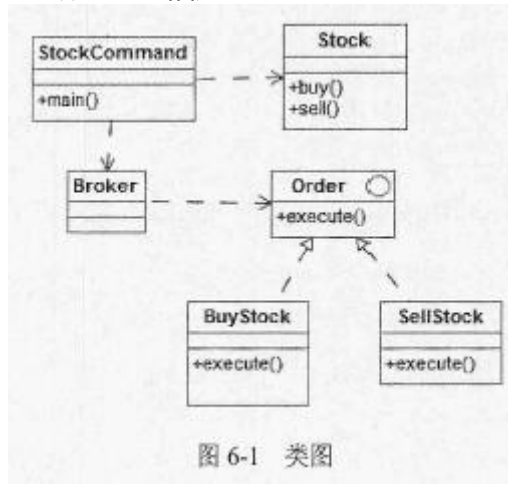 StockCommand
+main()
Stock
+buy()
+sell()
Broker
Order
+execute()
BuyStock
+execute()
SellStock
+execute()
图 6-1 类图